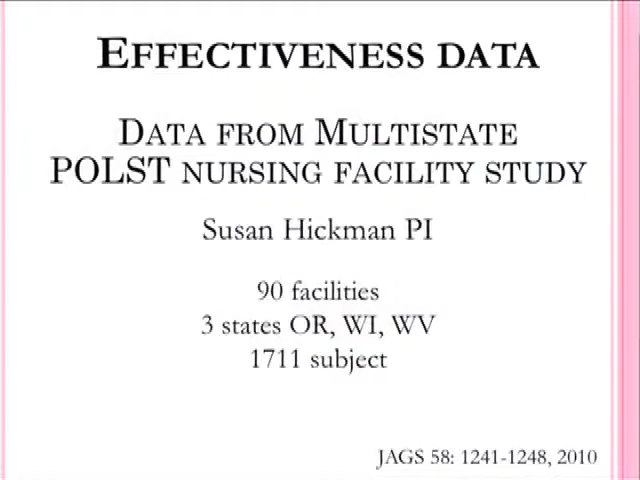 EFFECTIVENESS DATA
DATA FROM MULTISTATE
POLST NURSING FACILITY STUDY
Susan Hickman PI
90 facilities
3 states OR, WI, WV
1711 subject
JAGS 58: 1241-1248, 2010